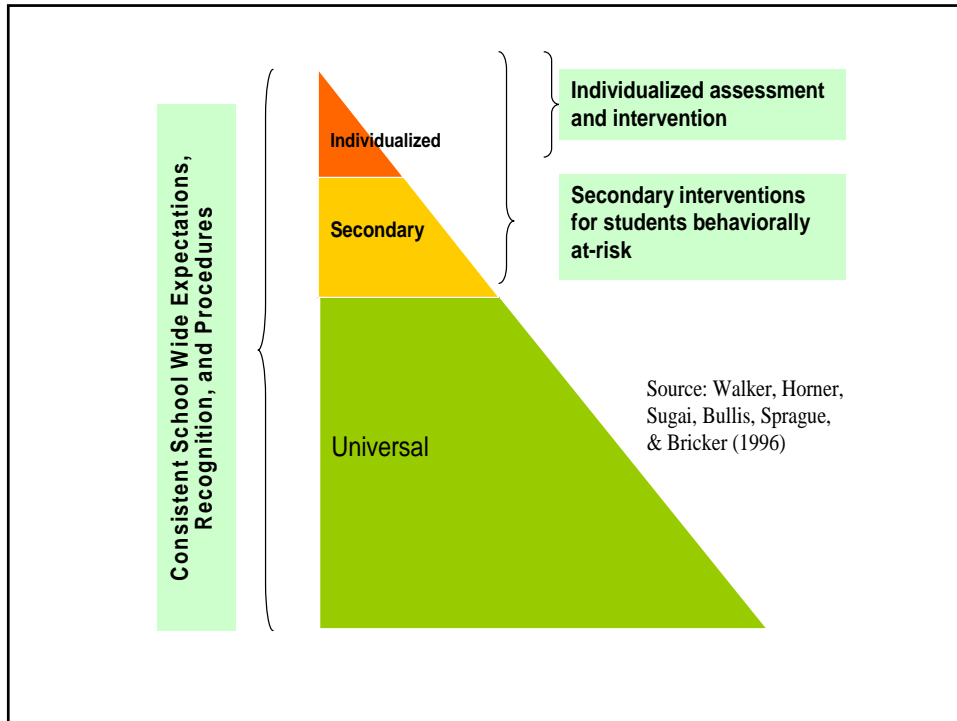 Consistent School Wide Expectations,
Recognition, and Procedures
Individualized
Secondary
Universal
Individualized assessment
and intervention
Secondary interventions
for students behaviorally
at-risk
Source: Walker, Horner,
Sugai, Bullis, Sprague,
& Bricker (1996)